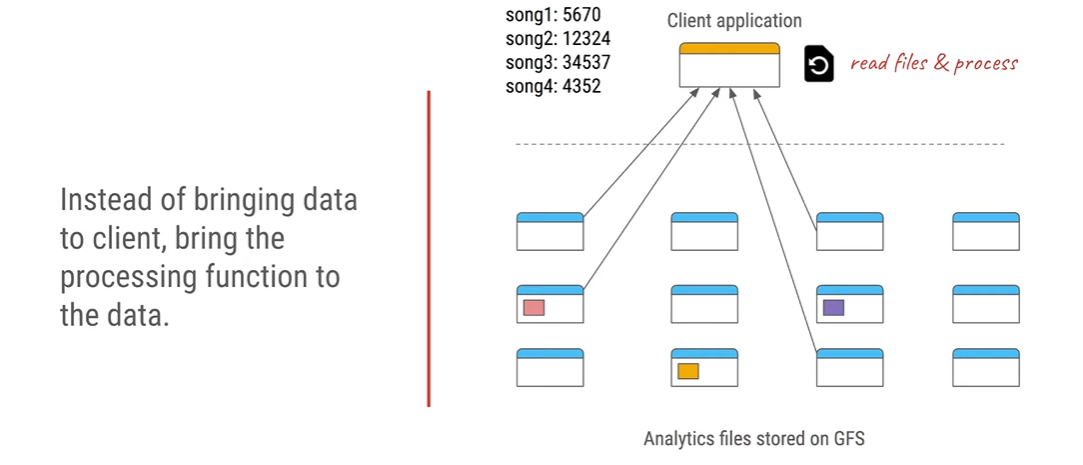 song1: 5670
song2: 12324
song3: 34537
song4: 4352
Client application
read files & process
Instead of bringing data
to client, bring the
processing function to
the data.
Analytics files stored on GFS